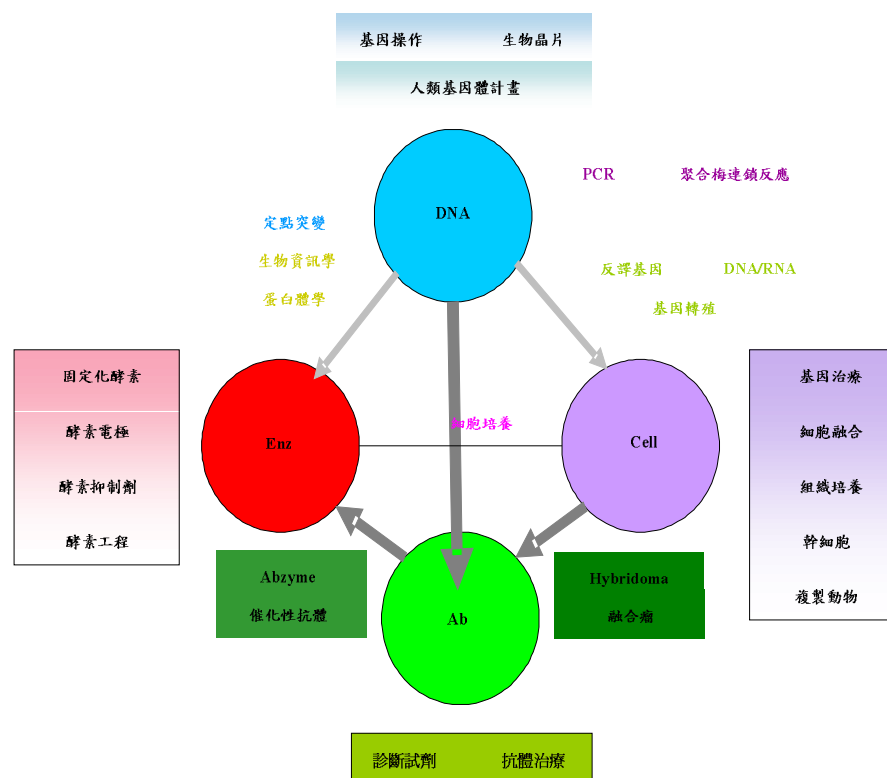 基因操作 生物晶片
人類基因體計畫
PCR 聚合梅連鎖反應
DNA
定點突變
生物資訊學
蛋白體學
反譯基因 DNA/RNA
基因轉殖
固定化酵素
酵素電極
酵素抑制劑
酵素工程
Enz
細胞培養
Cell
基因治療
細胞融合
組織培養
幹細胞
複製動物
Abzyme
催化性抗體
Ab
Hybridoma
融合瘤
診斷試劑 抗體治療